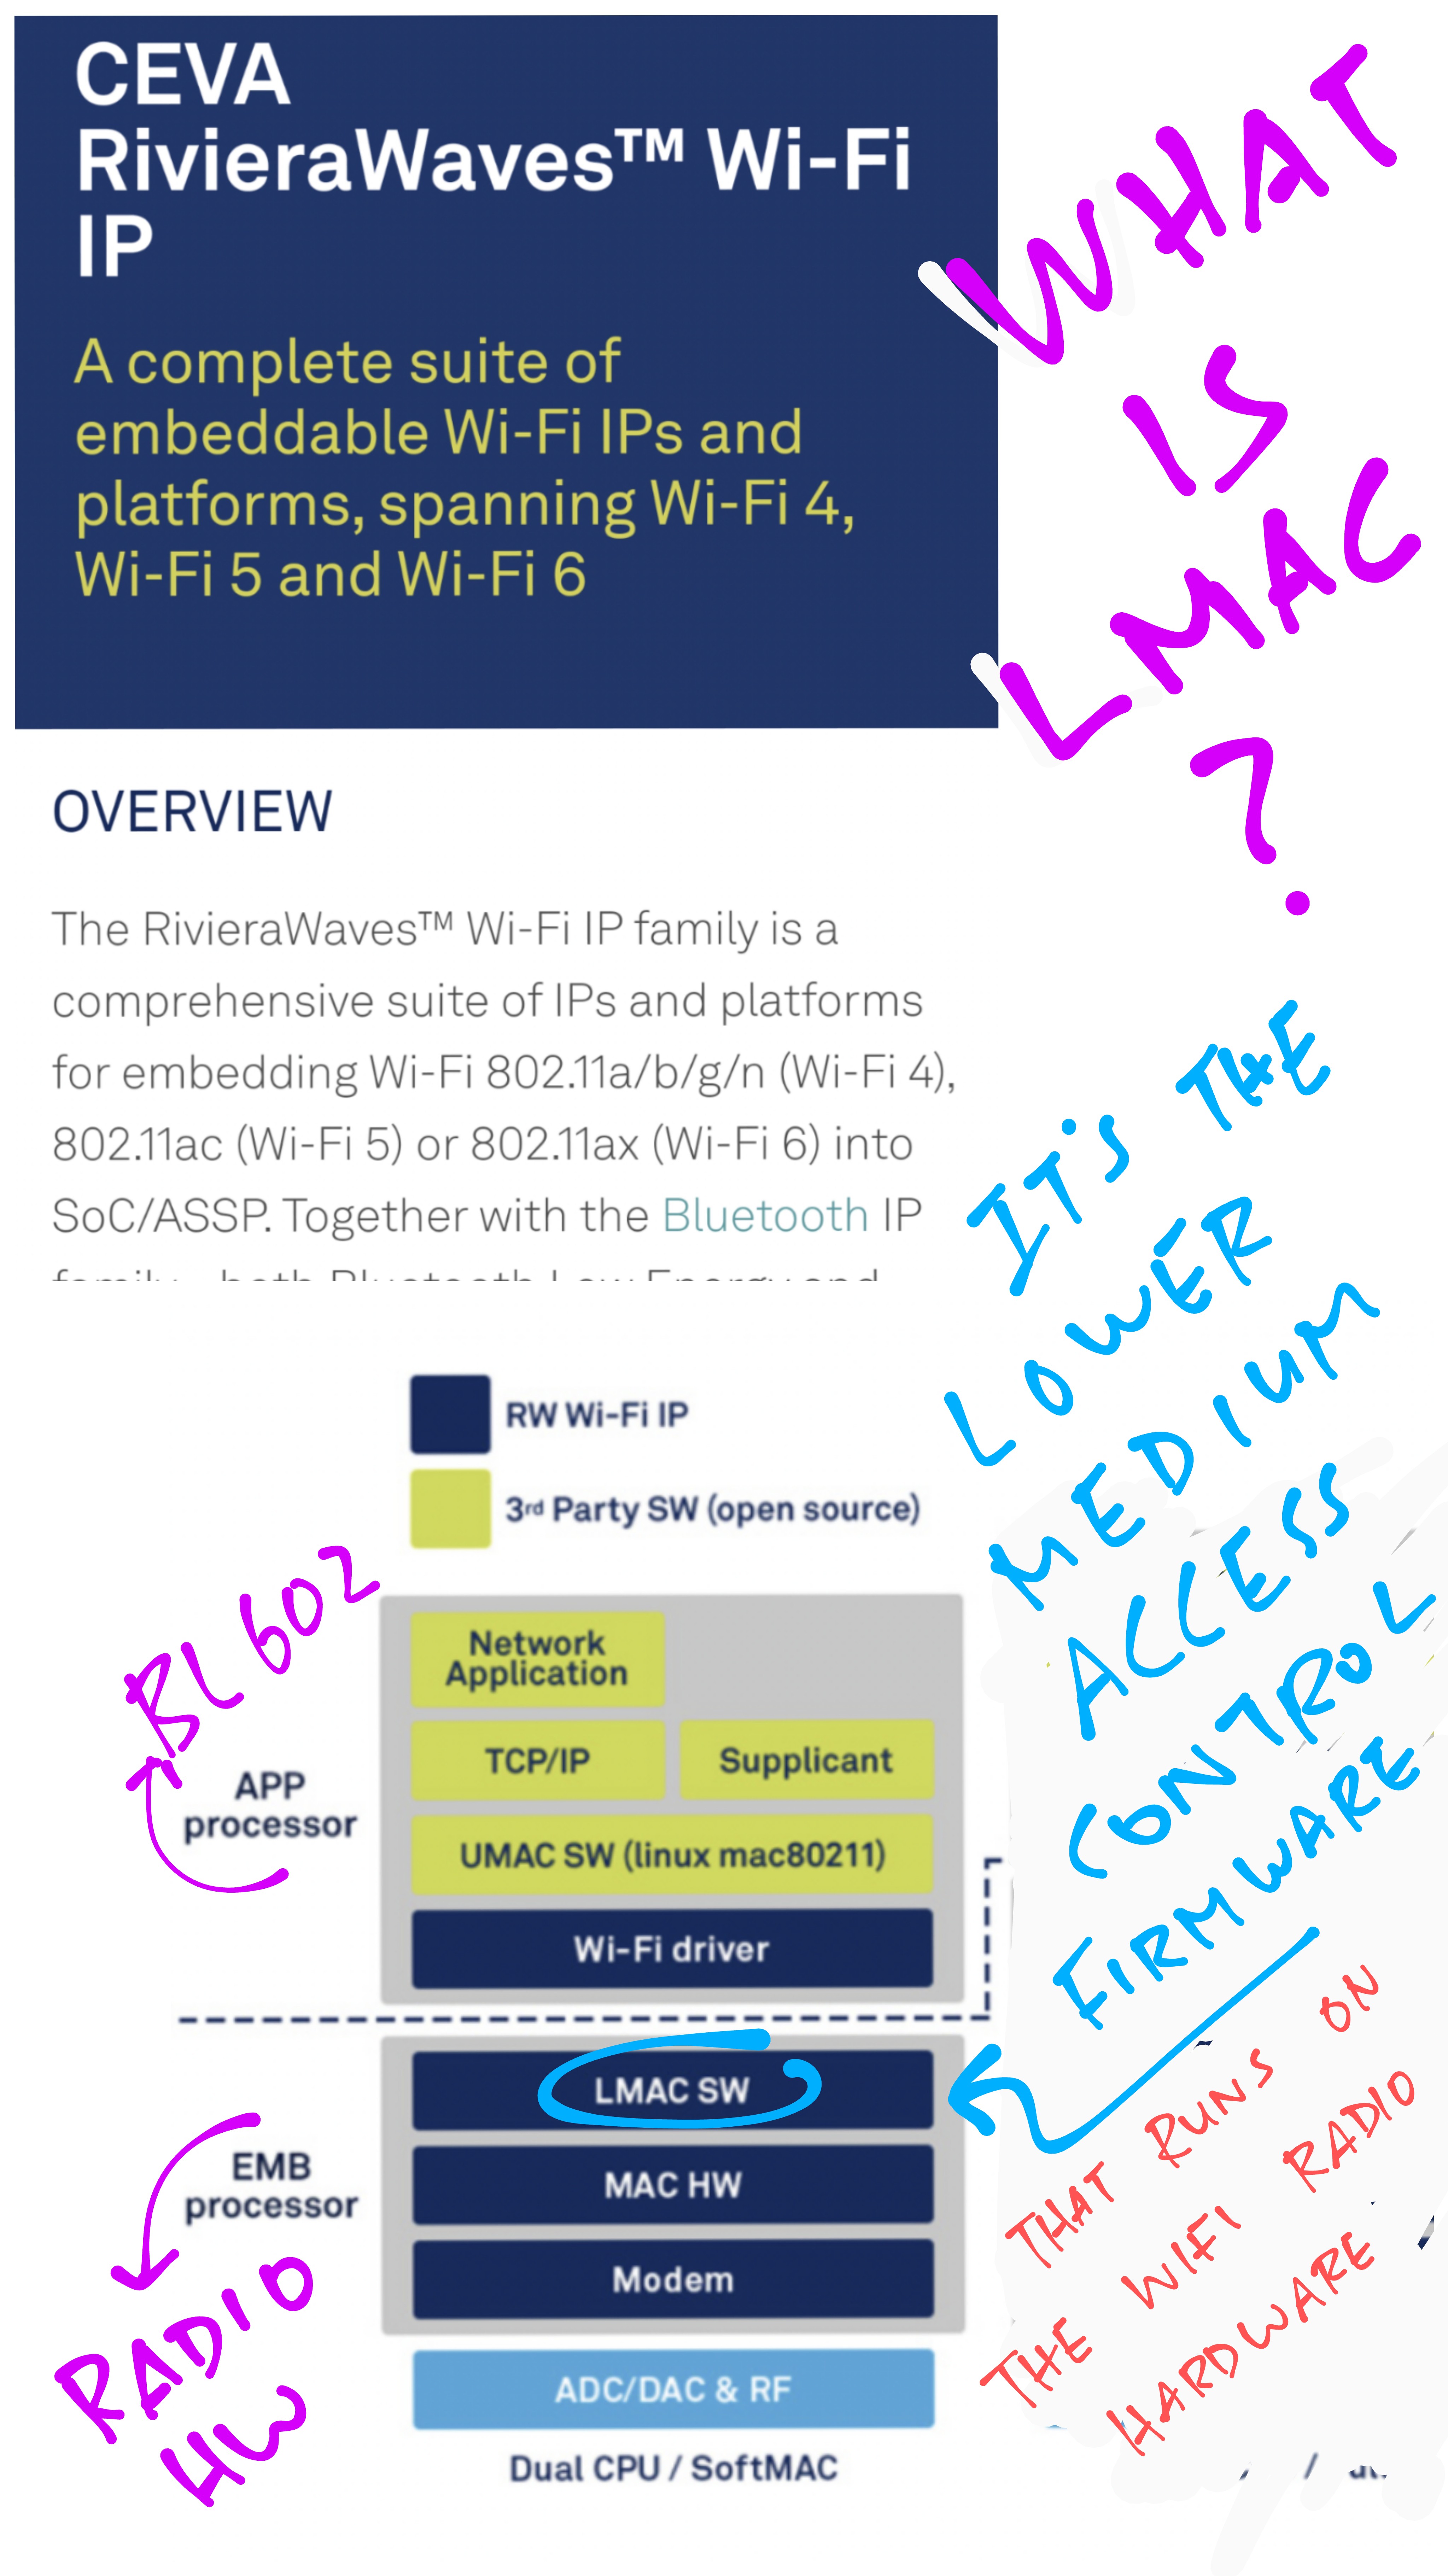 CEVA
RivieraWaves™ Wi-Fi
IP
A complete suite of
embeddable Wi-Fi IPs and
platforms, spanning Wi-Fi 4,
Wi-Fi 5 and Wi-Fi 6
WHAT
IS
LMAC
?
OVERVIEW
The RivieraWaves™ Wi-Fi IP family is a
comprehensive suite of IPs and platforms
for embedding Wi-Fi 802.11a/b/g/n (Wi-Fi 4),
802.11ac (Wi-Fi 5) or 802.11ax (Wi-Fi 6) into
SoC/ASSP. Together with the Bluetooth IP
family – both Bluetooth Low Energy and
IT'S THE
LOWER
MEDIUM
ACCESS
CONTROL
FIRMWARE
THAT RUNS ON
THE WIFI RADIO
HARDWARE
RW Wi-Fi IP
3rd Party SW (open source)
BL602
APP
processor
Network
Application
TCP/IP
Supplicant
UMAC SW (linux mac80211)
Wi-Fi driver
EMB
processor
LMAC SW
MAC HW
Modem
RADIO
HW
ADC/DAC & RF
Dual CPU / SoftMAC